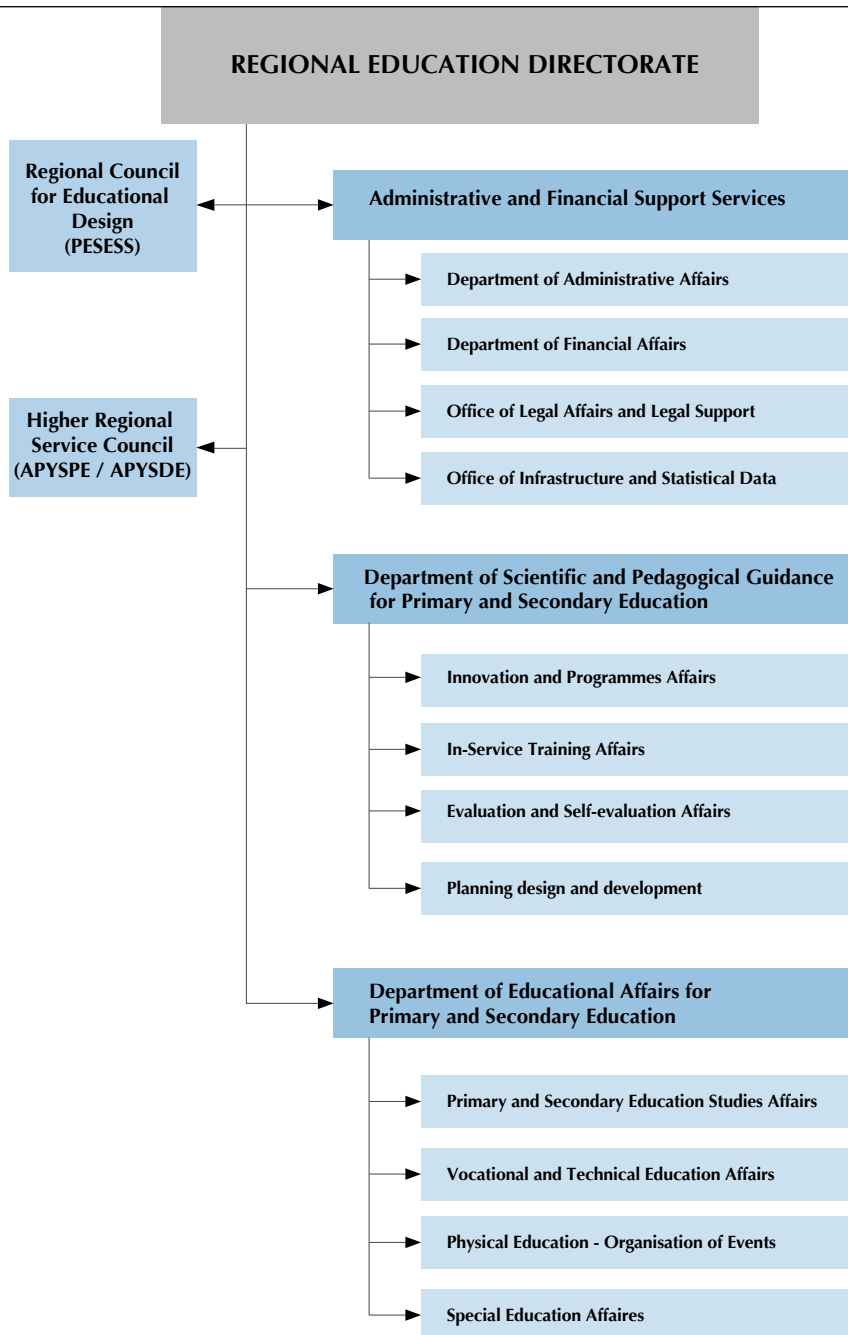 REGIONAL EDUCATION DIRECTORATE
Regional Council
for Educational
Design
(PESESS)
Administrative and Financial Support Services
Department of Administrative Affairs
Department of Financial Affairs
Higher Regional
Service Council
(APYSPE / APYSDE)
Office of Legal Affairs and Legal Support
Office of Infrastructure and Statistical Data
Department of Scientific and Pedagogical Guidance
for Primary and Secondary Education
Innovation and Programmes Affairs
In-Service Training Affairs
Evaluation and Self-evaluation Affairs
Planning design and development
Department of Educational Affairs for
Primary and Secondary Education
Primary and Secondary Education Studies Affairs
Vocational and Technical Education Affairs
Physical Education - Organisation of Events
Special Education Affaires